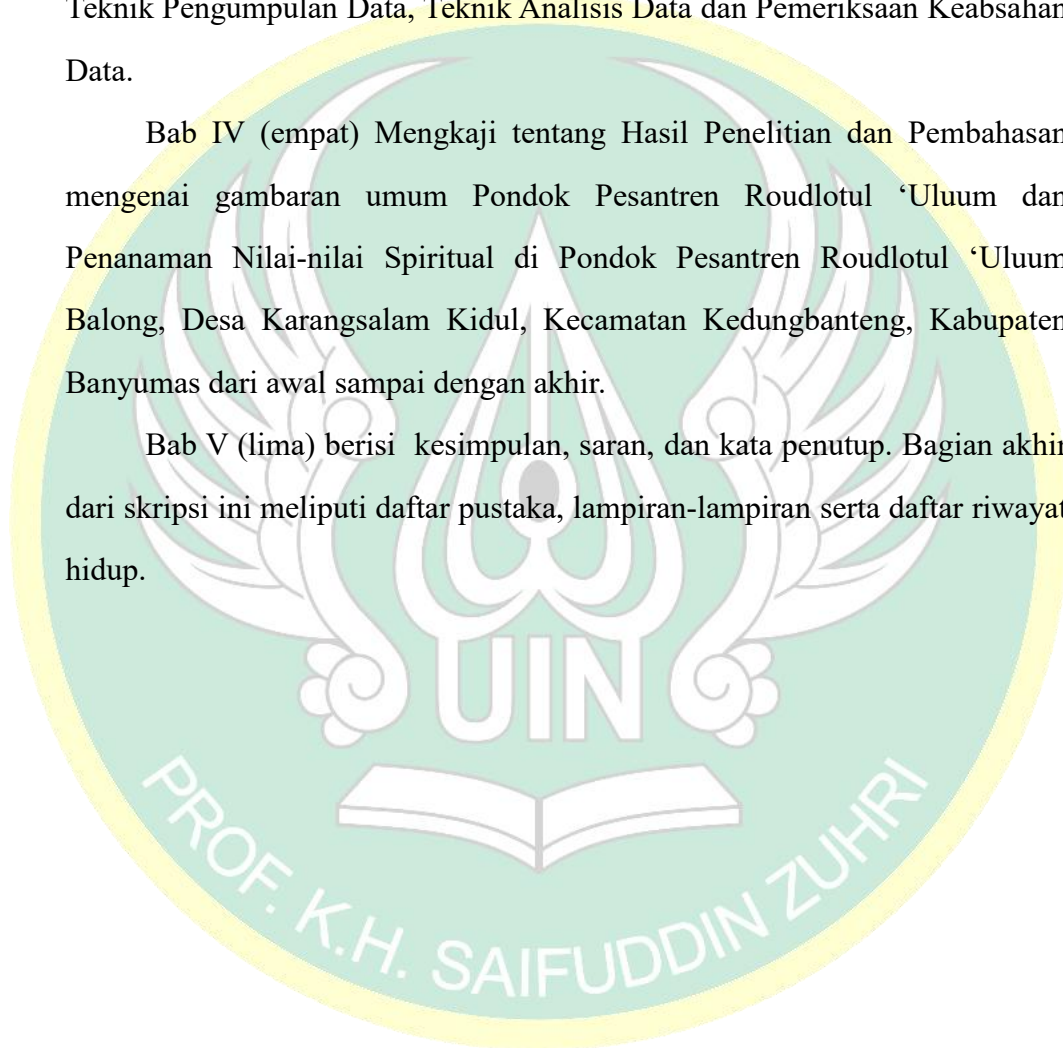 Teknik Pengumpulan Data, Teknik Analisis Data dan Pemeriksaan Keabsahan
Data.
Bab IV (empat) Mengkaji tentang Hasil Penelitian dan Pembahasan
mengenai gambaran umum Pondok Pesantren Roudlotul ‘Uluum dan
Penanaman Nilai-nilai Spiritual di Pondok Pesantren Roudlotul ‘Uluum
Balong, Desa Karangsalam Kidul, Kecamatan Kedungbanteng, Kabupaten
Banyumas dari awal sampai dengan akhir.
Bab V (lima) berisi kesimpulan, saran, dan kata penutup. Bagian akhir
dari skripsi ini meliputi daftar pustaka, lampiran-lampiran serta daftar riwayat
hidup.
UIN
PROF. K.H. SAIFUDDIN ZUHRI